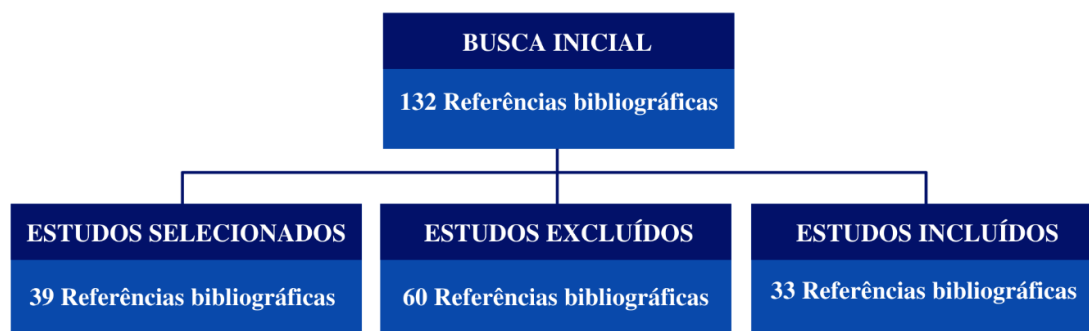 BUSCA INICIAL
132 Referências bibliográficas
ESTUDOS SELECIONADOS
39 Referências bibliográficas
ESTUDOS EXCLUÍDOS
60 Referências bibliográficas
ESTUDOS INCLUÍDOS
33 Referências bibliográficas